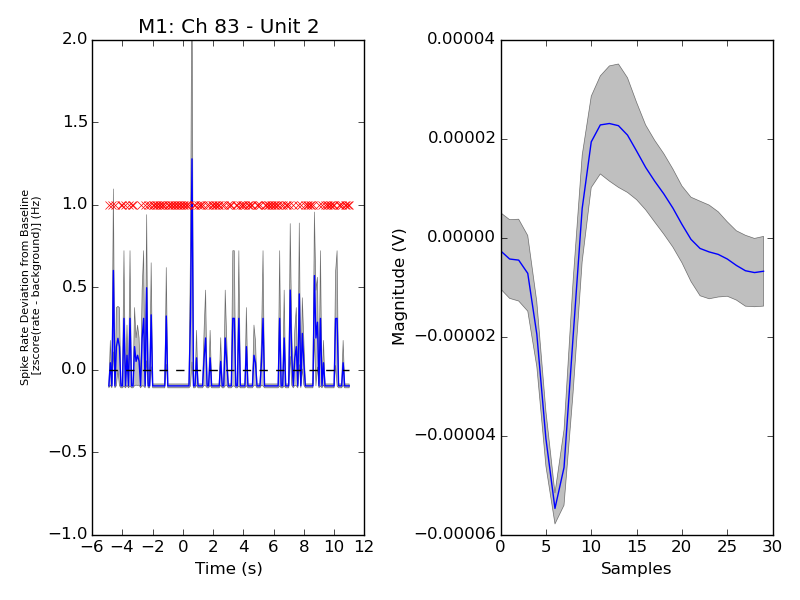 M1: Ch 83 - Unit 2
2.0
1.5
1.0
0.5
0.0
−0.5
−1.0
−6 −4 −2 0 2 4 6 8 10 12
Time (s)
Spike Rate Deviation from Baseline
[zscore(rate - background)] (Hz)
0.00004
0.00002
0.00000
−0.00002
−0.00004
−0.00006
0 5 10 15 20 25 30
Samples
Magnitude (V)